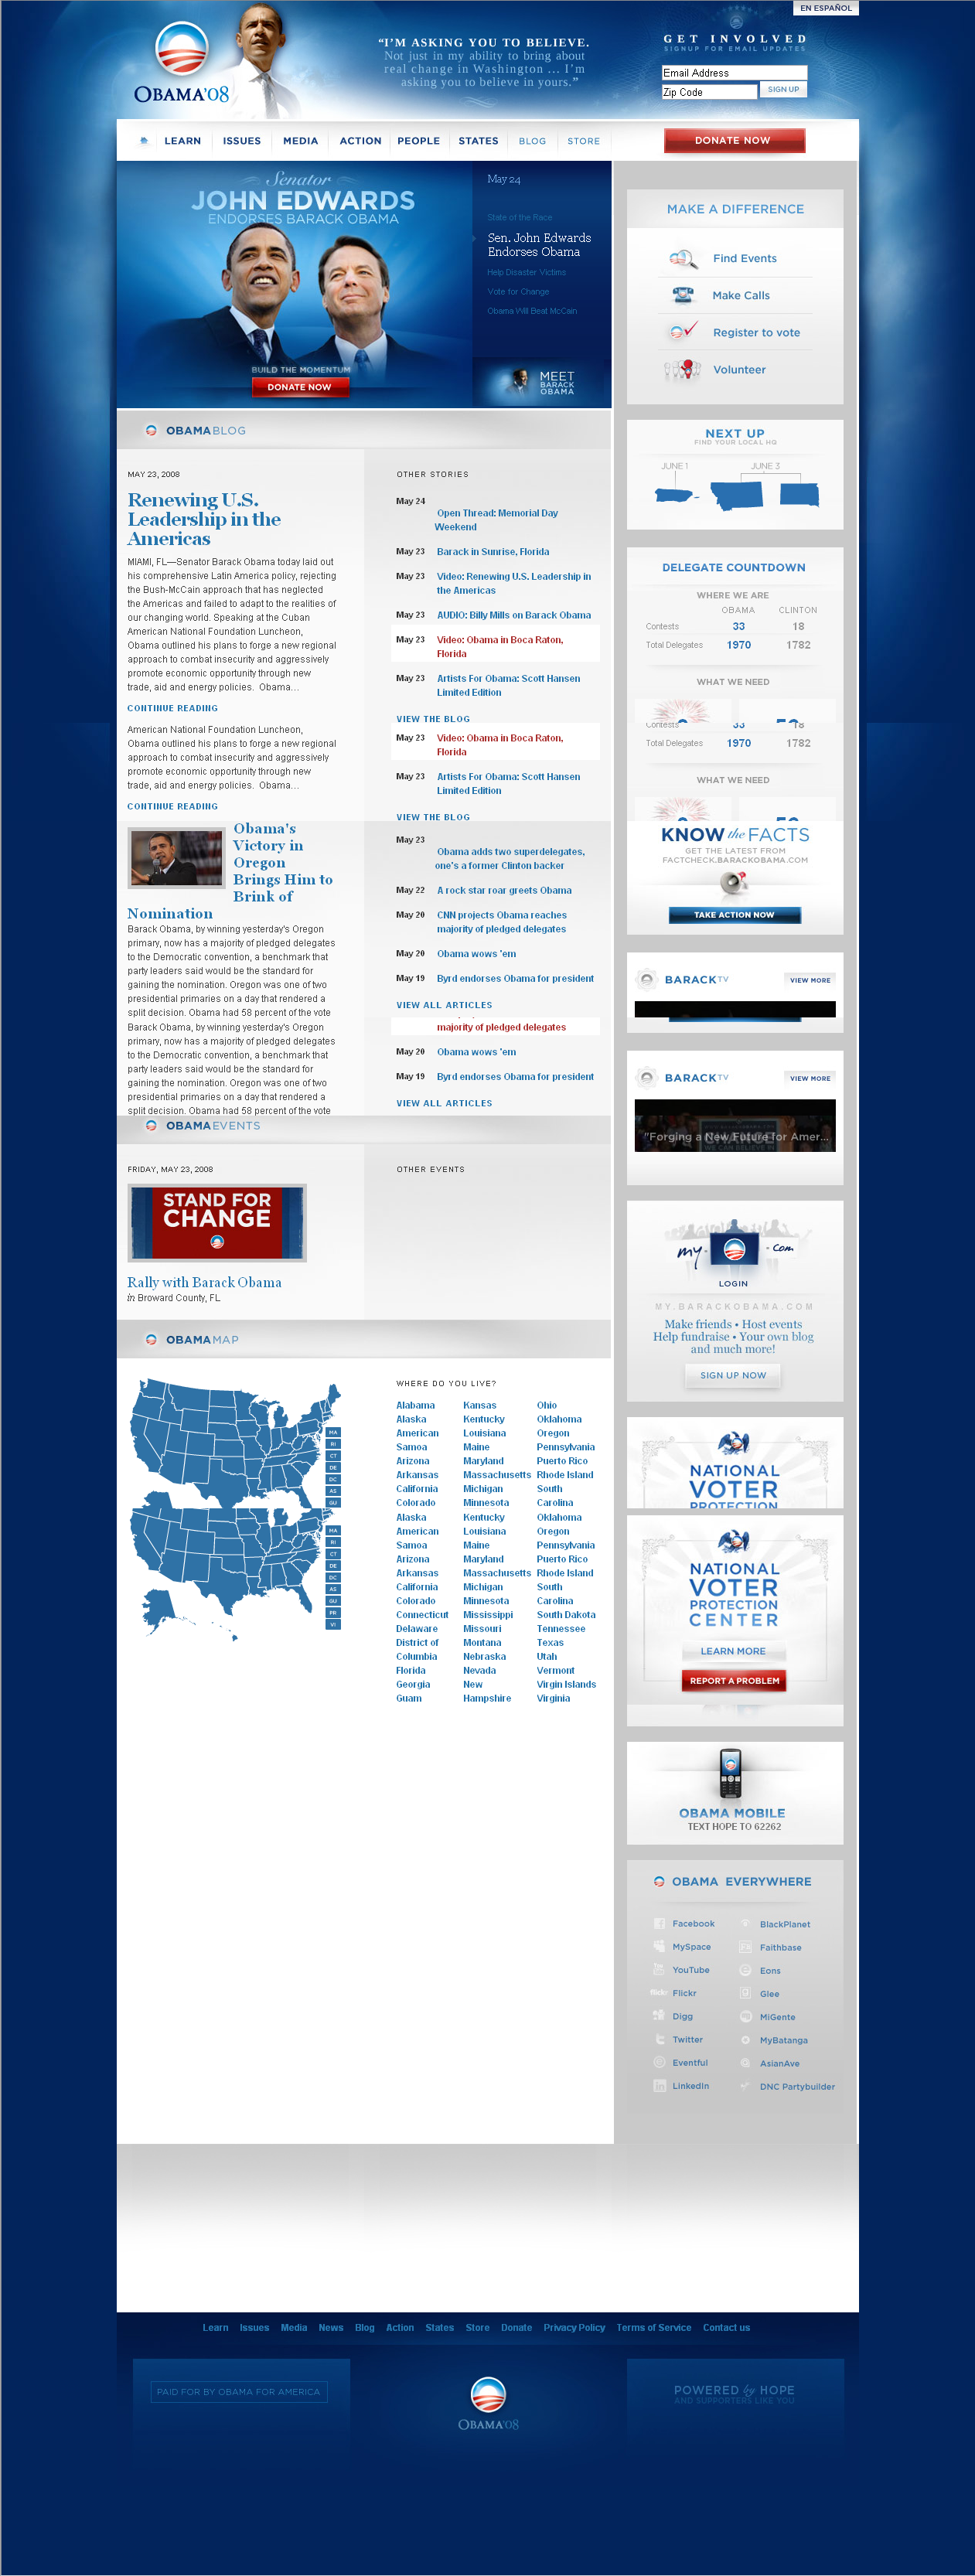 EN ESPAÑOL
OBAMA'08
“I’M ASKING YOU TO BELIEVE.
Not just in my ability to bring about
real change in Washington ... I’m
asking you to believe in yours.”
GET INVOLVED
SIGNUP FOR EMAIL UPDATES
Email Address
Zip Code
SIGN UP
LEARN
ISSUES
MEDIA
ACTION
PEOPLE
STATES
BLOG
STORE
DONATE NOW
Senator
JOHN EDWARDS
ENDORSES BARACK OBAMA
BUILD THE MOMENTUM
DONATE NOW
May 24
State of the Race
Sen. John Edwards
Endorses Obama
Help Disaster Victims
Vote for Change
Obama Will Beat McCain
MEET
BARACK
OBAMA
OBAMABLOG
MAY 23, 2008
Renewing U.S.
Leadership in the
Americas
MIAMI, FL—Senator Barack Obama today laid out
his comprehensive Latin America policy, rejecting
the Bush-McCain approach that has neglected
the Americas and failed to adapt to the realities of
our changing world. Speaking at the Cuban
American National Foundation Luncheon,
Obama outlined his plans to forge a new regional
approach to combat insecurity and aggressively
promote economic opportunity through new
trade, aid and energy policies. Obama...
CONTINUE READING
American National Foundation Luncheon,
Obama outlined his plans to forge a new regional
approach to combat insecurity and aggressively
promote economic opportunity through new
trade, aid and energy policies. Obama...
CONTINUE READING
Obama's
Victory in
Oregon
Brings Him to
Brink of
Nomination
Barack Obama, by winning yesterday's Oregon
primary, now has a majority of pledged delegates
to the Democratic convention, a benchmark that
party leaders said would be the standard for
gaining the nomination. Oregon was one of two
presidential primaries on a day that rendered a
split decision. Obama had 58 percent of the vote
Barack Obama, by winning yesterday's Oregon
primary, now has a majority of pledged delegates
to the Democratic convention, a benchmark that
party leaders said would be the standard for
gaining the nomination. Oregon was one of two
presidential primaries on a day that rendered a
split decision. Obama had 58 percent of the vote
OTHER STORIES
May 24
Open Thread: Memorial Day
Weekend
May 23 Barack in Sunrise, Florida
May 23 Video: Renewing U.S. Leadership in
the Americas
May 23 AUDIO: Billy Mills on Barack Obama
May 23 Video: Obama in Boca Raton,
Florida
May 23 Artists For Obama: Scott Hansen
Limited Edition
VIEW THE BLOG
May 23 Video: Obama in Boca Raton,
Florida
May 23 Artists For Obama: Scott Hansen
Limited Edition
VIEW THE BLOG
May 23
Obama adds two superdelegates,
one's a former Clinton backer
May 22 A rock star roar greets Obama
May 20 CNN projects Obama reaches
majority of pledged delegates
May 20 Obama wows 'em
May 19 Byrd endorses Obama for president
VIEW ALL ARTICLES
majority of pledged delegates
May 20 Obama wows 'em
May 19 Byrd endorses Obama for president
VIEW ALL ARTICLES
OBAMAEVENTS
FRIDAY, MAY 23, 2008
STAND FOR
CHANGE
Rally with Barack Obama
in Broward County, FL
OTHER EVENTS
OBAMAMAP
MA
RI
CT
DE
DC
AS
GU
MA
RI
CT
DE
DC
AS
GU
PR
VI
WHERE DO YOU LIVE?
Alabama Kansas Ohio
Alaska Kentucky Oklahoma
American Louisiana Oregon
Samoa Maine Pennsylvania
Arizona Maryland Puerto Rico
Arkansas Massachusetts Rhode Island
California Michigan South
Colorado Minnesota Carolina
Alaska Kentucky Oklahoma
American Louisiana Oregon
Samoa Maine Pennsylvania
Arizona Maryland Puerto Rico
Arkansas Massachusetts Rhode Island
California Michigan South
Colorado Minnesota Carolina
Connecticut Mississippi South Dakota
Delaware Missouri Tennessee
District of Montana Texas
Columbia Nebraska Utah
Florida Nevada Vermont
Georgia New Virgin Islands
Guam Hampshire Virginia
MAKE A DIFFERENCE
Find Events
Make Calls
Register to vote
Volunteer
NEXT UP
FIND YOUR LOCAL HQ
JUNE 1 JUNE 3
DELEGATE COUNTDOWN
WHERE WE ARE
OBAMA CLINTON
Contests 33 18
Total Delegates 1970 1782
WHAT WE NEED
Contests 33 18
Total Delegates 1970 1782
WHAT WE NEED
KNOW the FACTS
GET THE LATEST FROM
FACTCHECK.BARACKOBAMA.COM
TAKE ACTION NOW
BARACKTV
VIEW MORE
BARACKTV
VIEW MORE
"Forging a New Future for Amer...
CHANGE
WE CAN BELIEVE IN
my . com
LOGIN
MY.BARACKOBAMA.COM
Make friends • Host events
Help fundraise • Your own blog
and much more!
SIGN UP NOW
NATIONAL
VOTER
PROTECTION
NATIONAL
VOTER
PROTECTION
CENTER
LEARN MORE
REPORT A PROBLEM
OBAMA MOBILE
TEXT HOPE TO 62262
OBAMA EVERYWHERE
Facebook BlackPlanet
MySpace Faithbase
YouTube Eons
Flickr Glee
Digg MiGente
Twitter MyBatanga
Eventful AsianAve
LinkedIn DNC Partybuilder
Learn Issues Media News Blog Action States Store Donate Privacy Policy Terms of Service Contact us
PAID FOR BY OBAMA FOR AMERICA
OBAMA'08
POWERED by HOPE
AND SUPPORTERS LIKE YOU